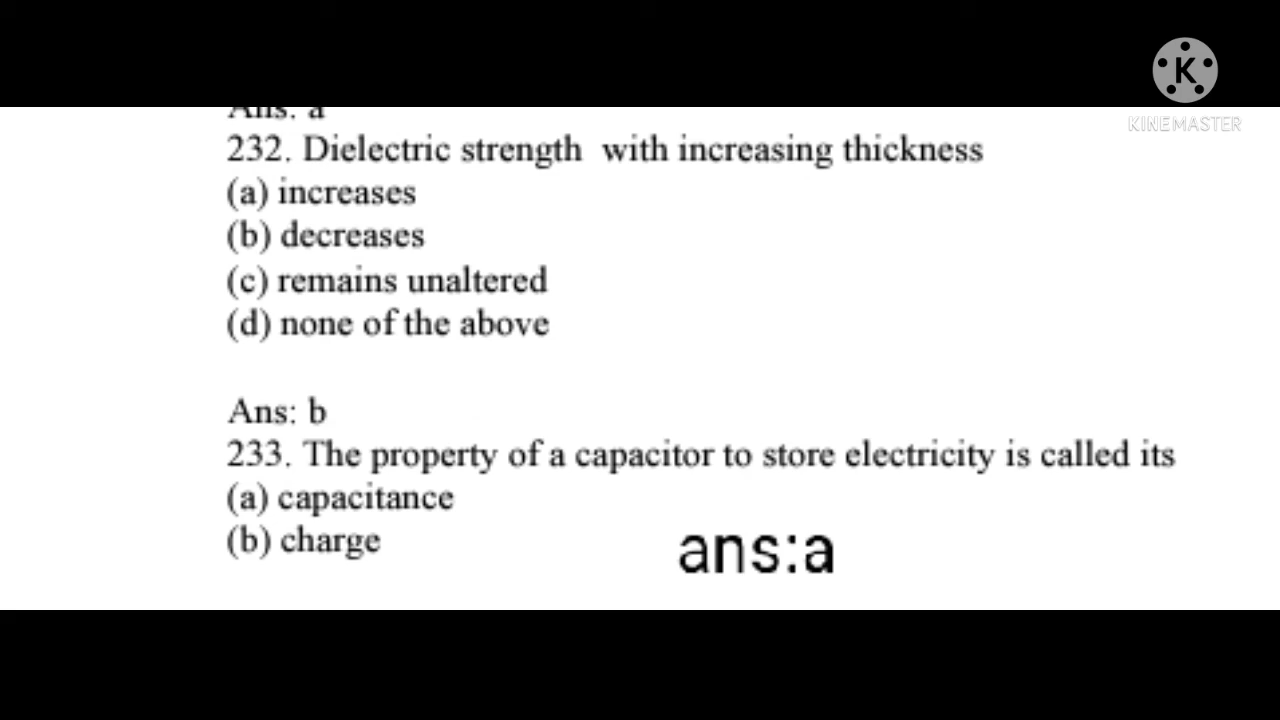 K
KINEMASTER
Ans: a
232. Dielectric strength with increasing thickness
(a) increases
(b) decreases
(c) remains unaltered
(d) none of the above
Ans: b
233. The property of a capacitor to store electricity is called its
(a) capacitance
(b) charge
ans:a